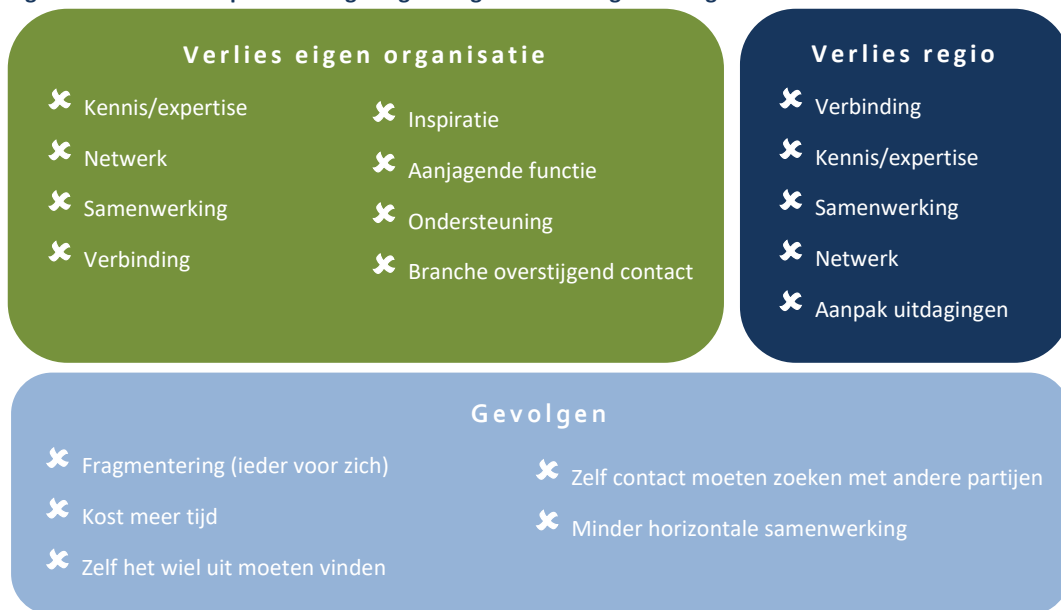 Verlies eigen organisatie
Kennis/expertise
Netwerk
Samenwerking
Verbinding
Inspiratie
Aanjagende functie
Ondersteuning
Branche overstijgend contact
Verlies regio
Verbinding
Kennis/expertise
Samenwerking
Netwerk
Aanpak uitdagingen
Gevolgen
Fragmentering (ieder voor zich)
Kost meer tijd
Zelf het wiel uit moeten vinden
Zelf contact moeten zoeken met andere partijen
Minder horizontale samenwerking